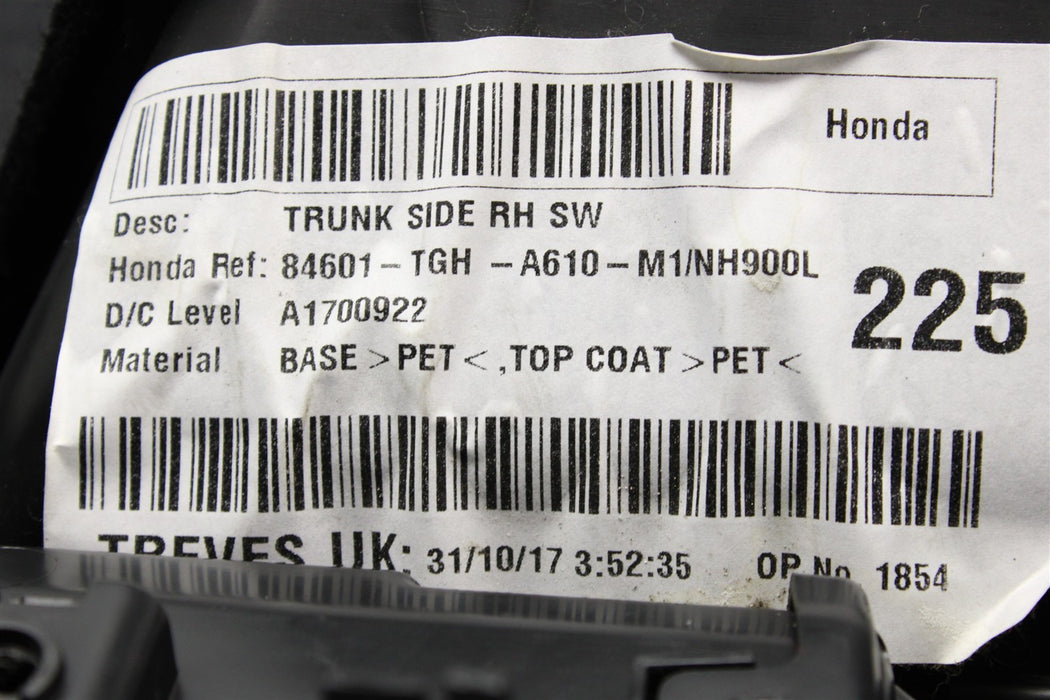 Honda
Desc: TRUNK SIDE RH SW
Honda Ref: 84601-TGH -A610-M1/NH900L
225
D/C Level A1700922
Material BASE >PET< ,TOP COAT >PET<
TREVES UK: 31/10/17 3:52:35 OP No 1854